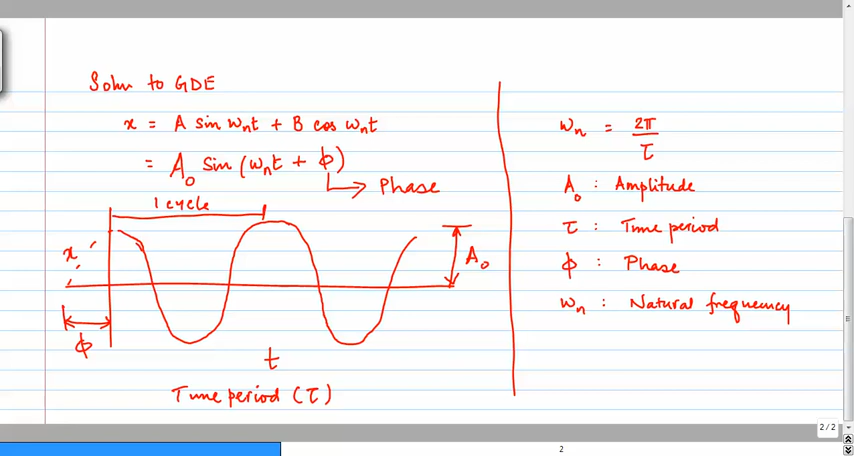 Soln to GDE
x = A sin ωnt + B cos ωnt
= A₀ sin (ωnt + ϕ)
Phase
1 cycle
x
A₀
ϕ
t
Time period (τ)
ωn = 2π/τ
A₀ : Amplitude
τ : Time period
ϕ : Phase
ωn : Natural frequency
2 / 2
2